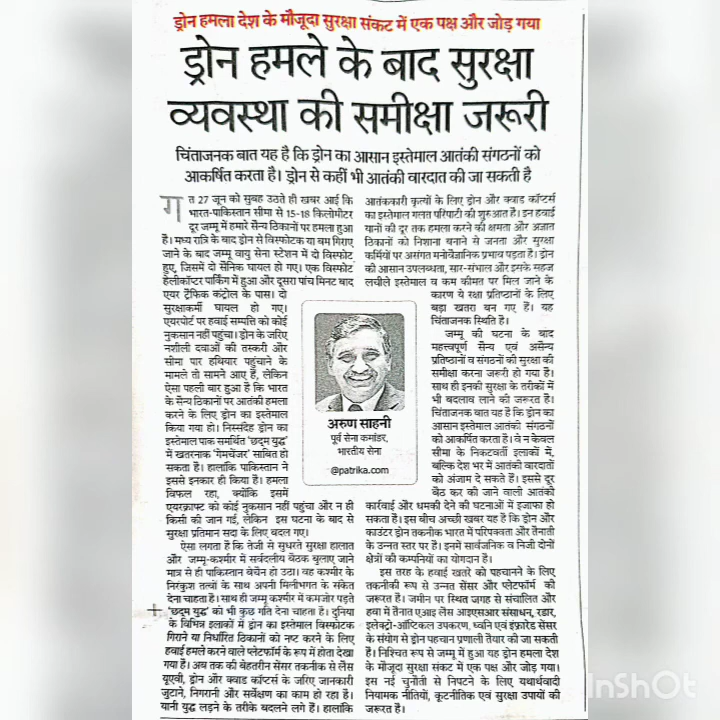 ड्रोन हमला देश के मौजूदा सुरक्षा संकट में एक पक्ष और जोड़ गया
ड्रोन हमले के बाद सुरक्षा
व्यवस्था की समीक्षा जरूरी
चिंताजनक बात यह है कि ड्रोन का आसान इस्तेमाल आतंकी संगठनों को
आकर्षित करता है। ड्रोन से कहीं भी आतंकी वारदात की जा सकती है
गत 27 जून को सुबह उठते ही खबर आई कि
भारत-पाकिस्तान सीमा से 15-18 किलोमीटर
दूर जम्मू में हमारे सैन्य ठिकानों पर हमला हुआ
है। मध्य रात्रि के बाद ड्रोन से विस्फोटक या बम गिराए
जाने के बाद जम्मू वायु सेना स्टेशन में दो विस्फोट
हुए, जिसमें दो सैनिक घायल हो गए। एक विस्फोट
हेलीकॉप्टर पार्किंग में हुआ और दूसरा पांच मिनट बाद
एयर ट्रैफिक कंट्रोल के पास। दो
सुरक्षाकर्मी घायल हो गए।
एयरपोर्ट पर हवाई सम्पत्ति को कोई
नुकसान नहीं पहुंचा। ड्रोन के जरिए
नशीली दवाओं की तस्करी और
सीमा पार हथियार पहुंचाने के
मामले तो सामने आए हैं, लेकिन
ऐसा पहली बार हुआ है कि भारत
के सैन्य ठिकानों पर आतंकी हमला
करने के लिए ड्रोन का इस्तेमाल
किया गया हो। निस्संदेह ड्रोन का
इस्तेमाल पाक समर्थित 'छद्म युद्ध'
में खतरनाक 'गेमचेंजर' साबित हो
सकता है। हालांकि पाकिस्तान ने
इससे इनकार ही किया है। हमला
विफल रहा, क्योंकि इसमें
एयरक्राफ्ट को कोई नुकसान नहीं पहुंचा और न ही
किसी की जान गई, लेकिन इस घटना के बाद से
सुरक्षा प्रतिमान सदा के लिए बदल गए।
ऐसा लगता है कि तेजी से सुधरते सुरक्षा हालात
और जम्मू-कश्मीर में सर्वदलीय बैठक बुलाए जाने
मात्र से ही पाकिस्तान बेचैन हो उठा। वह कश्मीर के
निरंकुश तत्वों के साथ अपनी मिलीभगत के संकेत
देना चाहता है। साथ ही जम्मू कश्मीर में कमजोर पड़ते
'छद्म युद्ध' को भी कुछ गति देना चाहता है। दुनिया
के विभिन्न इलाकों में ड्रोन का इस्तेमाल विस्फोटक
गिराने या निर्धारित ठिकानों को नष्ट करने के लिए
हवाई हमले करने वाले प्लेटफॉर्म के रूप में होता देखा
गया है। अब तक की बेहतरीन सेंसर तकनीक से लैस
यूएवी, ड्रोन और क्वाड कॉप्टर्स के जरिए जानकारी
जुटाने, निगरानी और सर्वेक्षण का काम हो रहा है।
यानी युद्ध लड़ने के तरीके बदलने लगे हैं। हालांकि
अरुण साहनी
पूर्व सेना कमांडर,
भारतीय सेना
@patrika.com
आतंककारी कृत्यों के लिए ड्रोन और क्वाड कॉप्टर्स
का इस्तेमाल गलत परिपाटी की शुरुआत है। इन हवाई
यानों की दूर तक हमला करने की क्षमता और अज्ञात
ठिकानों को निशाना बनाने से जनता और सुरक्षा
कर्मियों पर असंगत मनोवैज्ञानिक प्रभाव पड़ता है। ड्रोन
की आसान उपलब्धता, सार-संभाल और इसके सहज
लचीले इस्तेमाल व कम कीमत पर मिल जाने के
कारण ये रक्षा प्रतिष्ठानों के लिए
बड़ा खतरा बन गए हैं। यह
चिंताजनक स्थिति है।
जम्मू की घटना के बाद
महत्त्वपूर्ण सैन्य एवं असैन्य
प्रतिष्ठानों व संगठनों की सुरक्षा की
समीक्षा करना जरूरी हो गया है।
साथ ही इनकी सुरक्षा के तरीकों में
भी बदलाव लाने की जरूरत है।
चिंताजनक बात यह है कि ड्रोन का
आसान इस्तेमाल आतंकी संगठनों
को आकर्षित करता है। वे न केवल
सीमा के निकटवर्ती इलाकों में,
बल्कि देश भर में आतंकी वारदातों
को अंजाम दे सकते हैं। इससे दूर
बैठ कर की जाने वाली आतंकी
कार्रवाई और धमकी देने की घटनाओं में इजाफा हो
सकता है। इस बीच अच्छी खबर यह है कि ड्रोन और
काउंटर ड्रोन तकनीक भारत में परिपक्वता और तैनाती
के उन्नत स्तर पर है। इनमें सार्वजनिक व निजी दोनों
क्षेत्रों की कम्पनियों का योगदान है।
इस तरह के हवाई खतरे को पहचानने के लिए
तकनीकी रूप से उन्नत सेंसर और प्लेटफॉर्म की
जरूरत है। जमीन पर स्थित जगह से संचालित और
हवा में तैनात एआइ लैस आइएसआर संसाधन, रडार,
इलेक्ट्रो-ऑप्टिकल उपकरण, ध्वनि एवं इंफ्रारेड सेंसर
के संयोग से ड्रोन पहचान प्रणाली तैयार की जा सकती
है। निश्चित रूप से जम्मू में हुआ यह ड्रोन हमला देश
के मौजूदा सुरक्षा संकट में एक पक्ष और जोड़ गया।
इस नई चुनौती से निपटने के लिए यथार्थवादी
नियामक नीतियों, कूटनीतिक एवं सुरक्षा उपायों की
जरूरत है।
InShOt